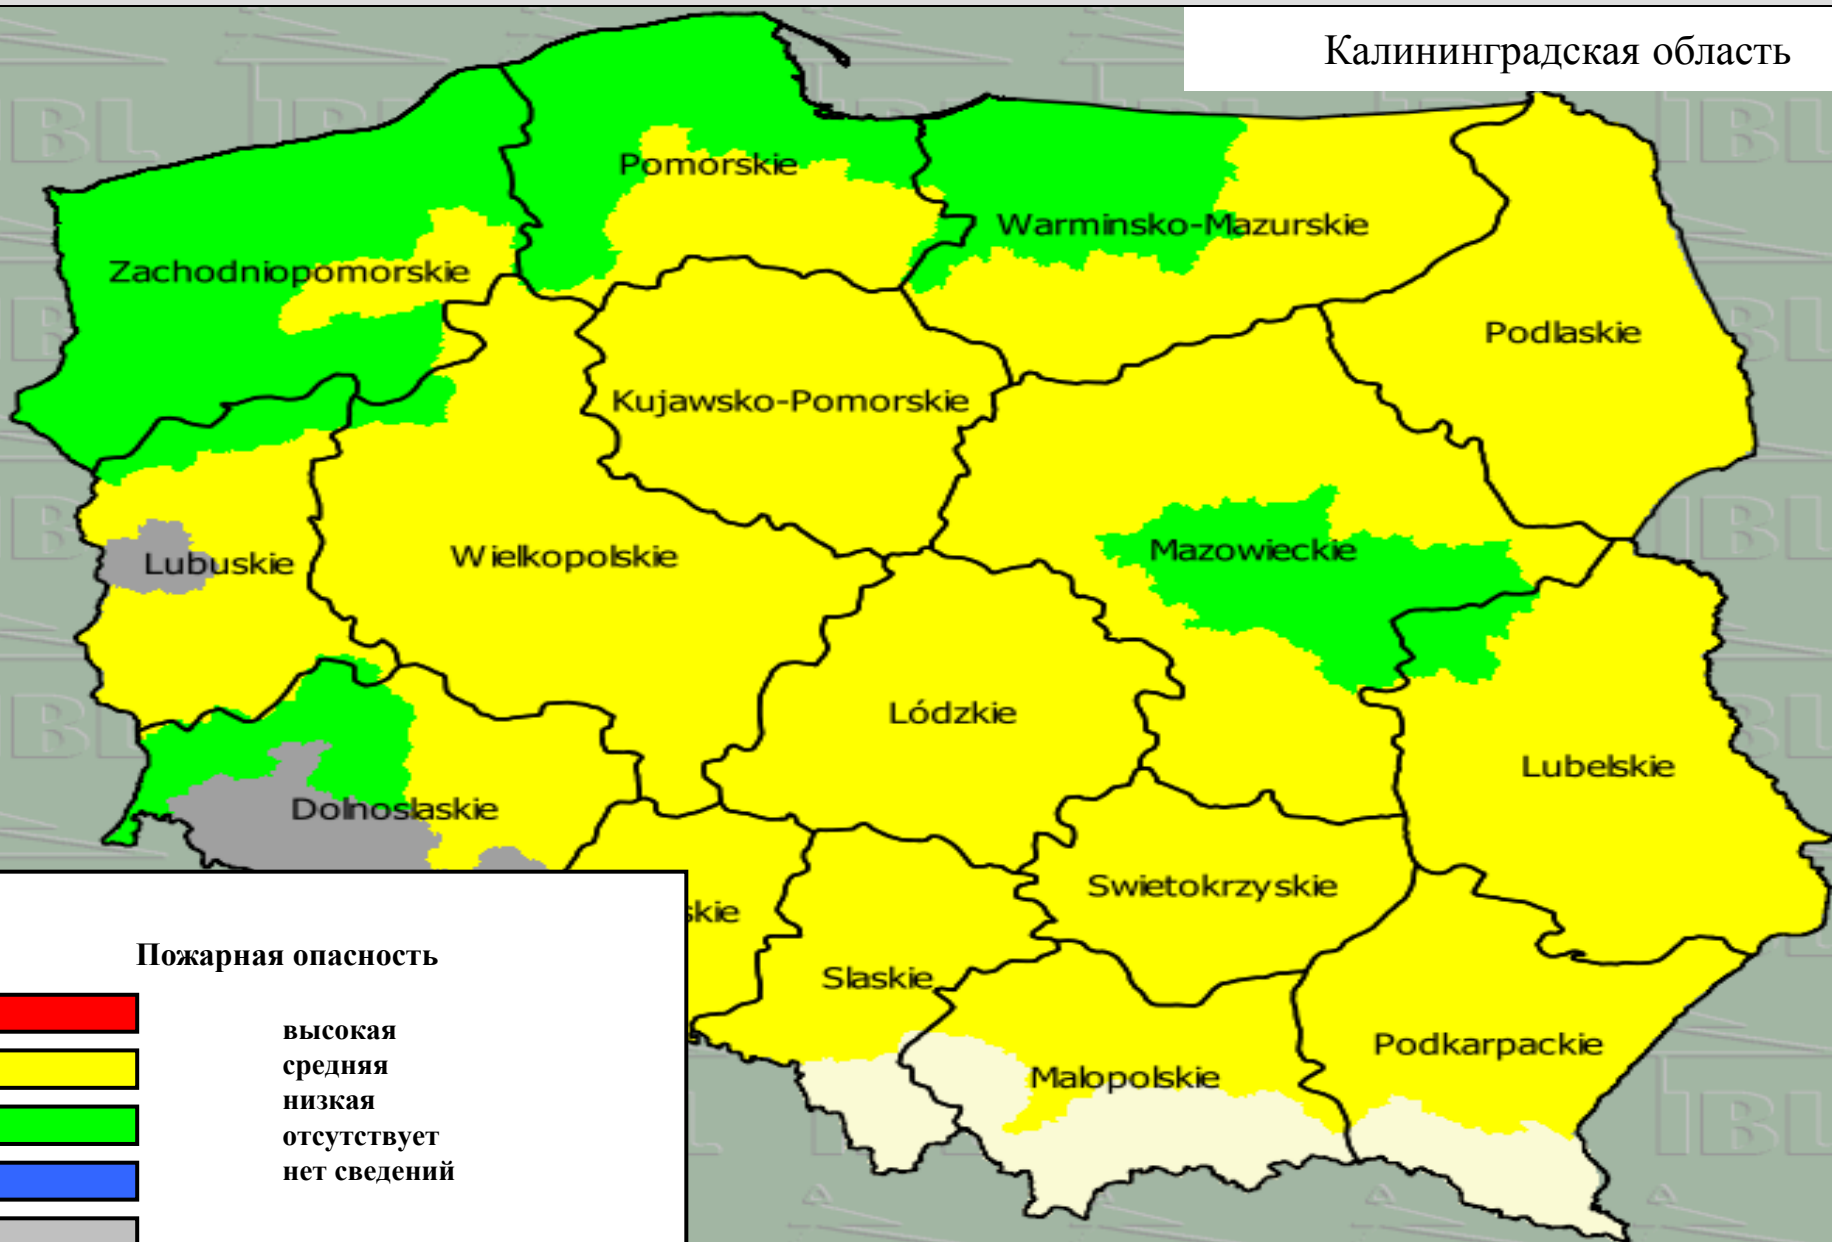 Калининградская область
Pomorskie
Warminsko-Mazurskie
Zachodniopomorskie
Podlaskie
Kujawsko-Pomorskie
Mazowieckie
Wielkopolskie
Lubuskie
Lódzkie
Lubelskie
Dolnoslaskie
Swietokrzyskie
skie
Slaskie
Podkarpackie
Malopolskie
Пожарная опасность
высокая
средняя
низкая
отсутствует
нет сведений